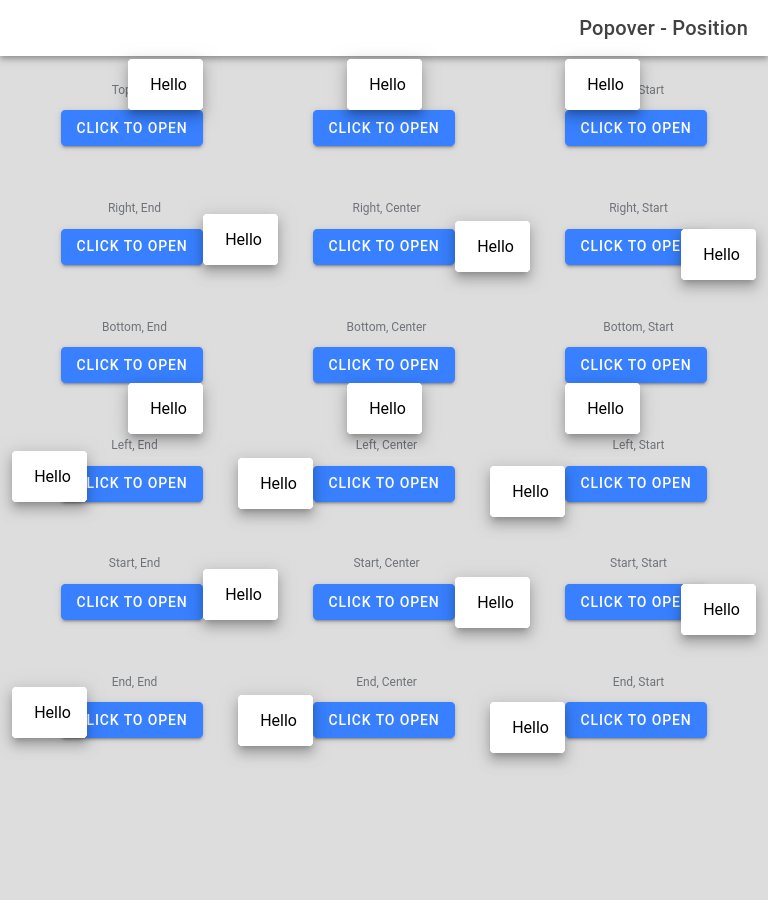 Popover - Position
Hello
Hello
Hello
Top
Start
CLICK TO OPEN
CLICK TO OPEN
CLICK TO OPEN
Right, End
Right, Center
Right, Start
CLICK TO OPEN
Hello
CLICK TO OPEN
Hello
CLICK TO OPE
Hello
Bottom, End
Bottom, Center
Bottom, Start
CLICK TO OPEN
CLICK TO OPEN
CLICK TO OPEN
Hello
Hello
Hello
Left, End
Left, Center
Left, Start
Hello
LICK TO OPEN
Hello
CLICK TO OPEN
Hello
CLICK TO OPEN
Start, End
Start, Center
Start, Start
CLICK TO OPEN
Hello
CLICK TO OPEN
Hello
CLICK TO OPE
Hello
End, End
End, Center
End, Start
Hello
LICK TO OPEN
Hello
CLICK TO OPEN
Hello
CLICK TO OPEN